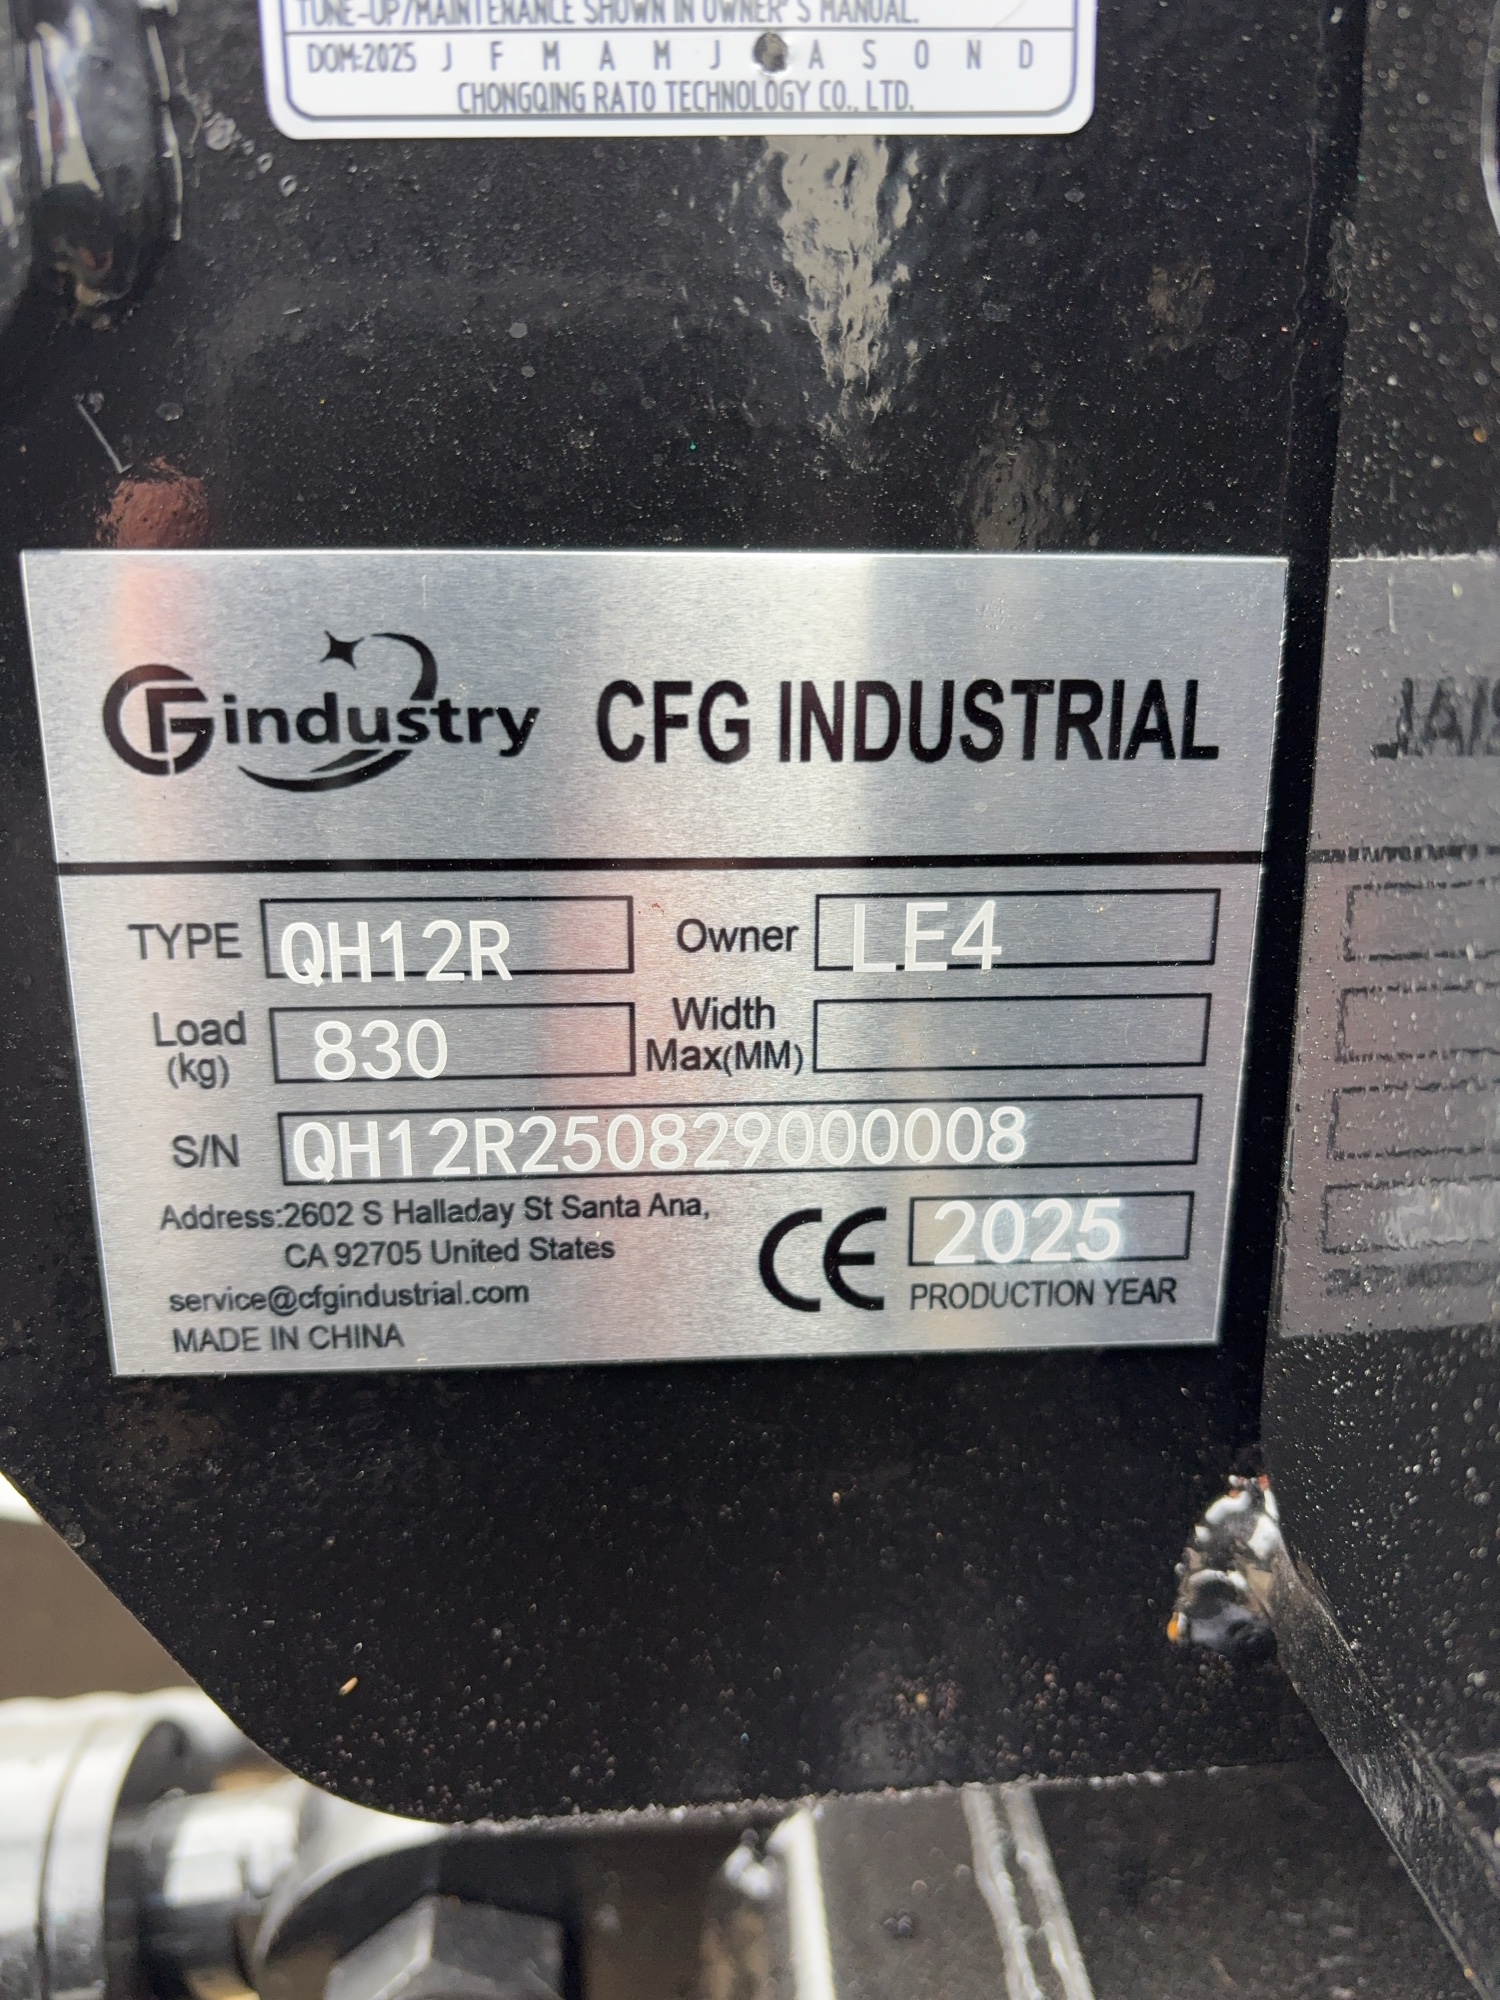 TUNE-UP/MAINTENANCE SHOWN IN OWNER'S MANUAL.
DOM:2025 J F M A M J A S O N D
CHONGQING RATO TECHNOLOGY CO., LTD.
GF industry CFG INDUSTRIAL
TYPE QH12R Owner LE4
Load (kg) 830 Width Max(MM)
S/N QH12R250829000008
Address:2602 S Halladay St Santa Ana,
CA 92705 United States
service@cfgindustrial.com
MADE IN CHINA
CE 2025
PRODUCTION YEAR